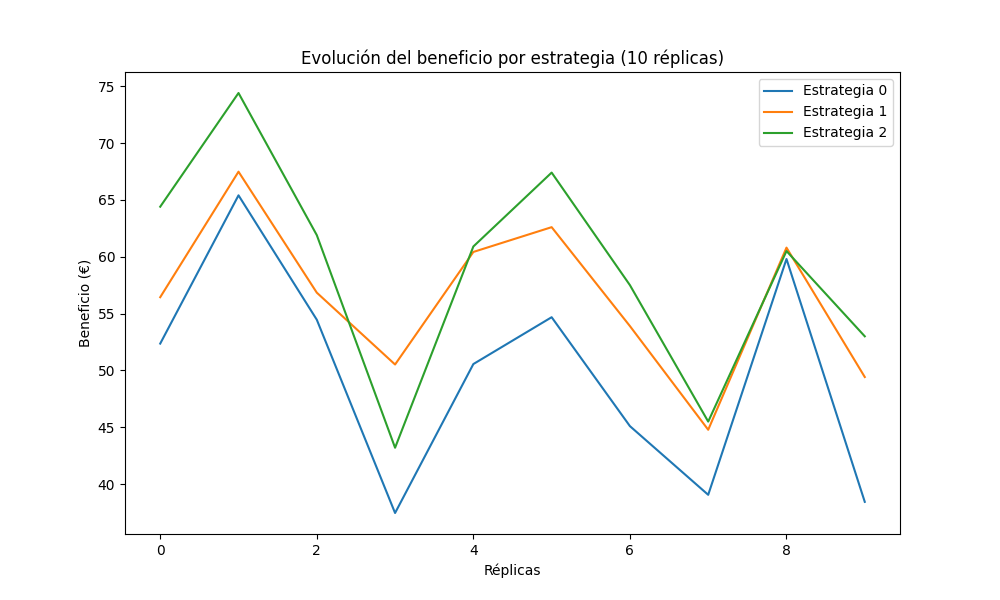 Evolución del beneficio por estrategia (10 réplicas)
Estrategia 0
Estrategia 1
Estrategia 2
Beneficio (€)
75
70
65
60
55
50
45
40
0 2 4 6 8
Réplicas